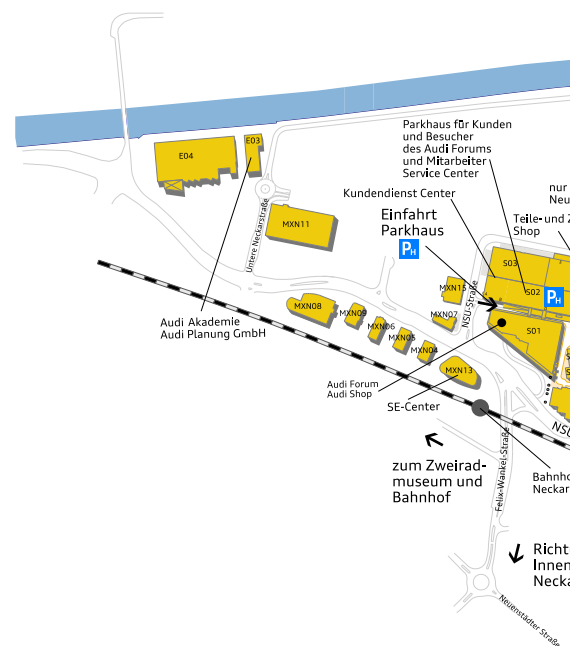 Parkhaus für Kunden
und Besucher
des Audi Forums
und Mitarbeiter
Service Center
E03
E04
Kundendienst Center
nur
Neu
Einfahrt
Parkhaus
PH
Teile- und Z
Shop
Untere Neckarstraße
MXN11
S03
MXN15
S02
PH
NSU-Straße
MXN08
MXN09
MXN07
MXN06
MXN05
S01
Audi Akademie
Audi Planung GmbH
MXN04
MXN13
Audi Forum
Audi Shop
SE-Center
NSU
Felix-Wankel-Straße
zum Zweirad-
museum und
Bahnhof
Bahnho
Neckar
Richt
Innen
Necka
Neuenstädter Straße